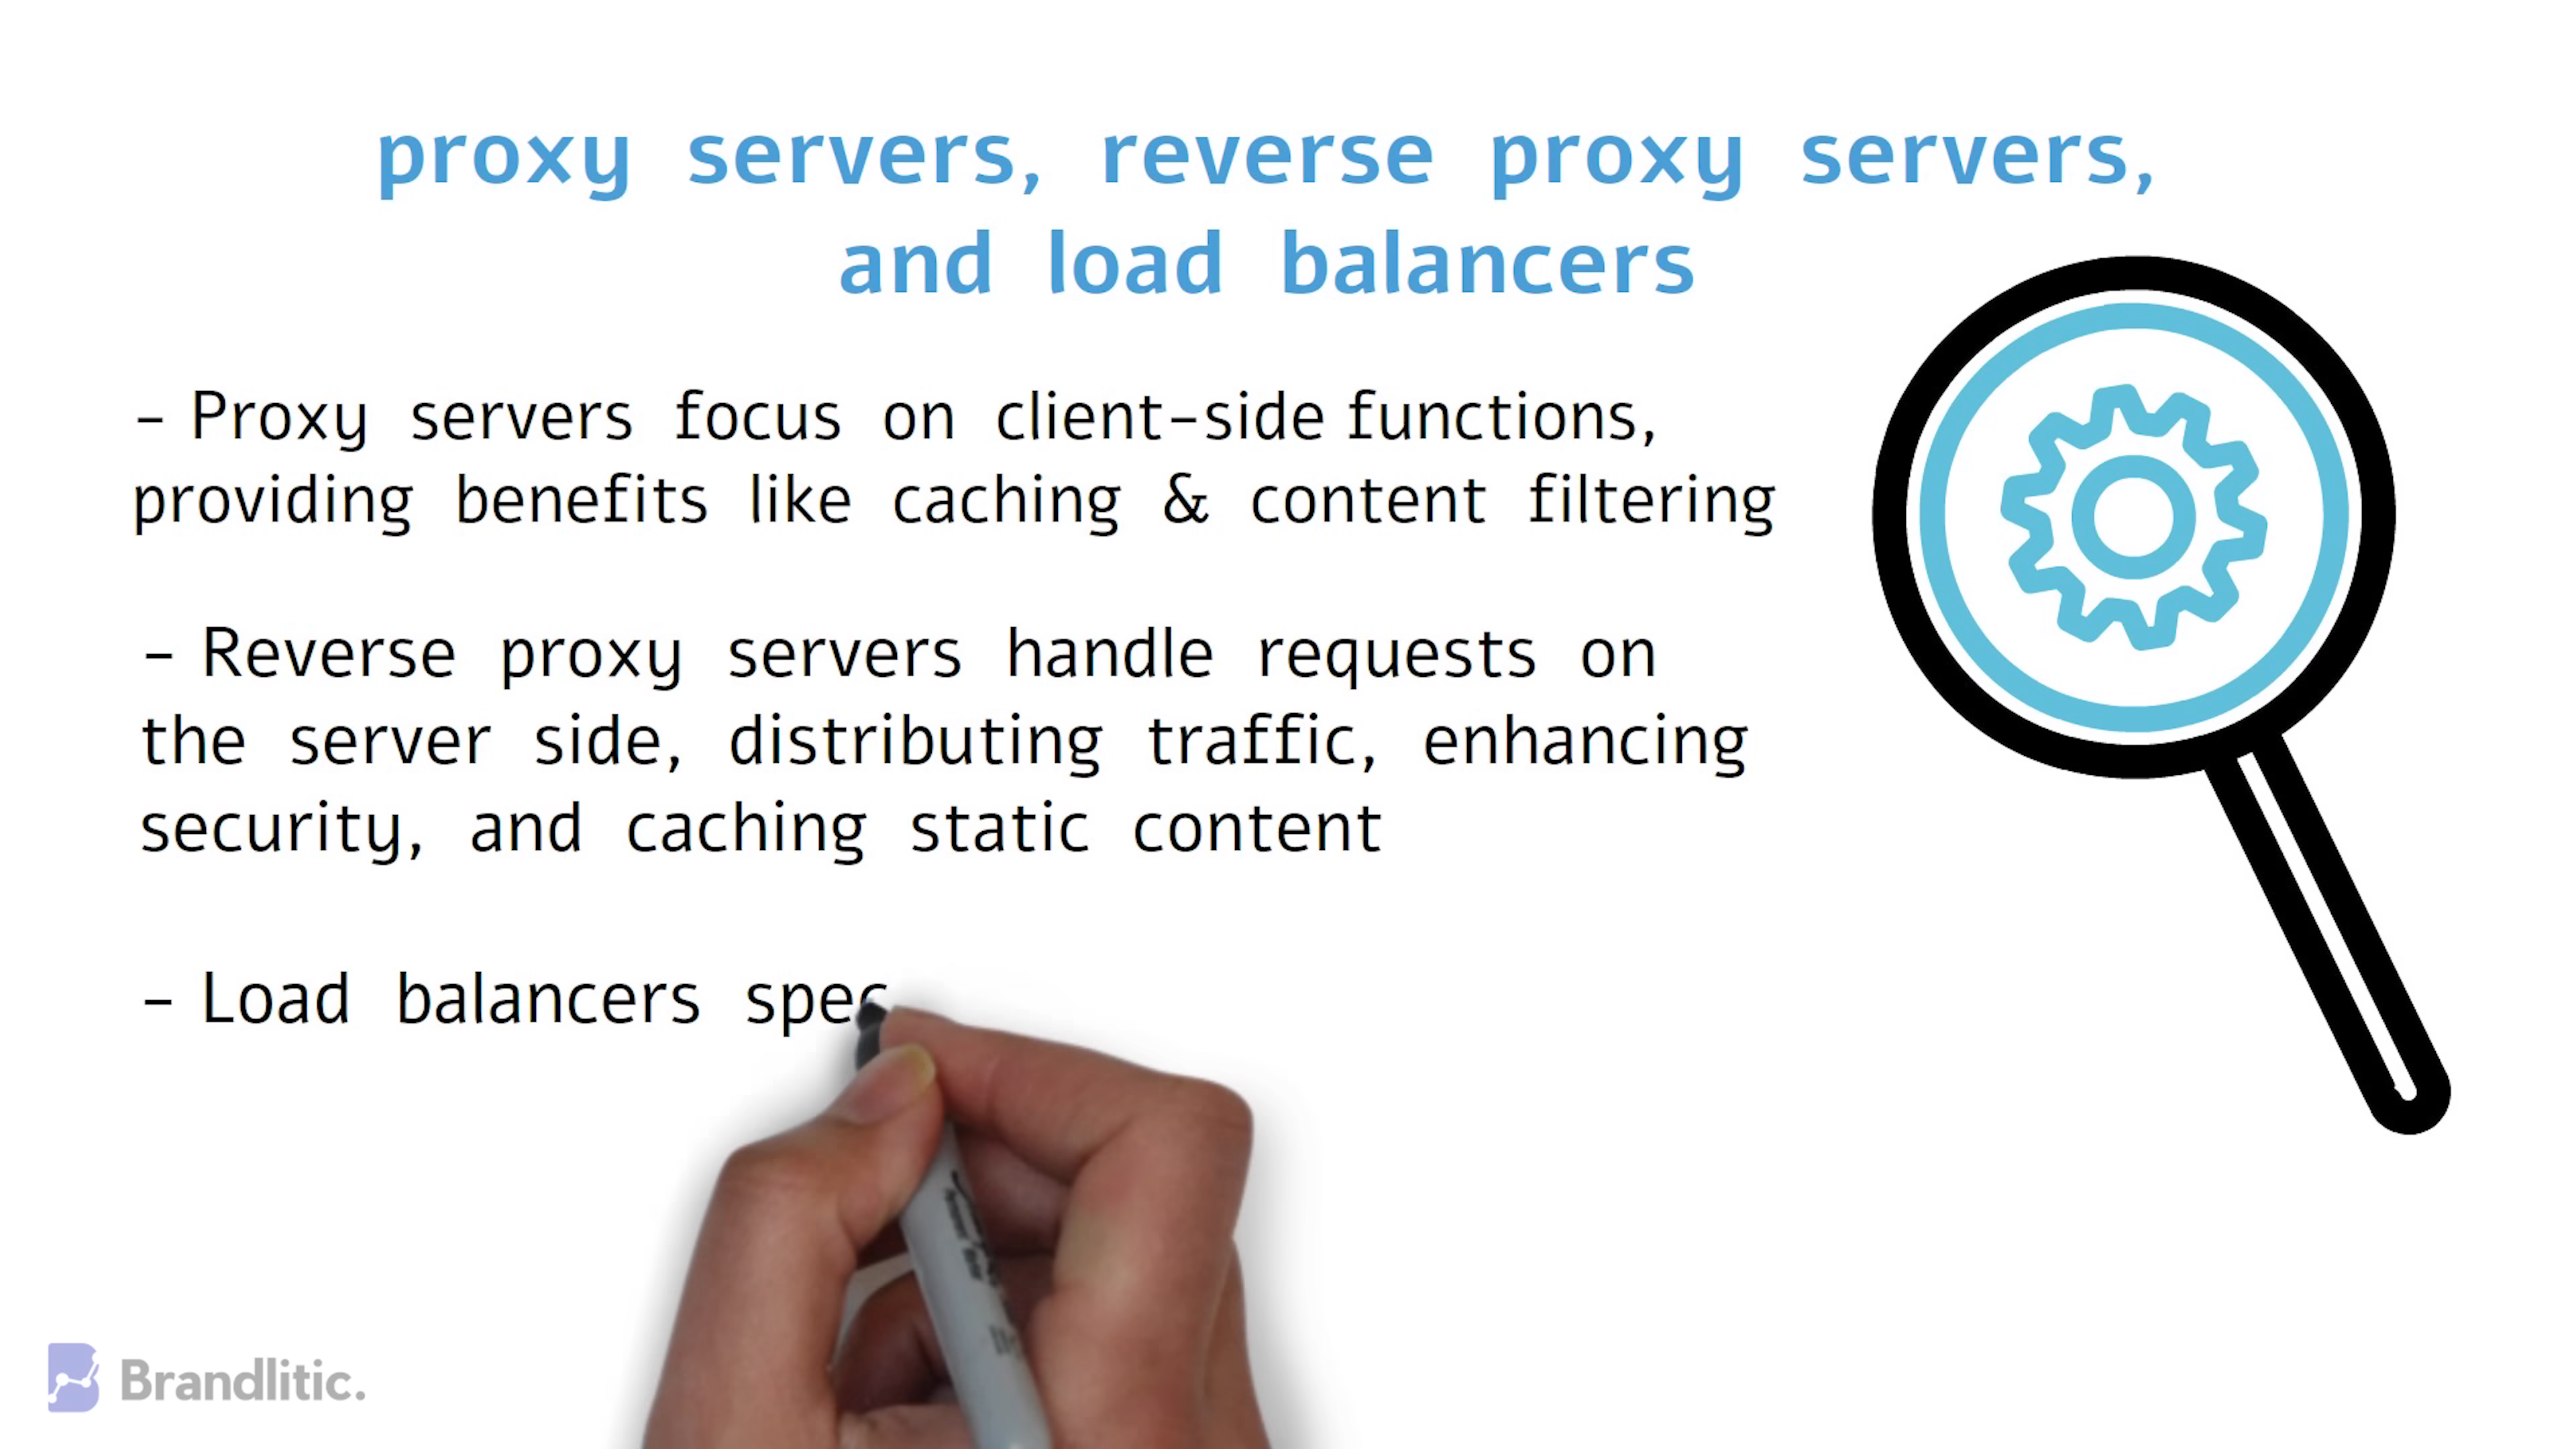 proxy servers, reverse proxy servers,
and load balancers
- Proxy servers focus on client-side functions,
providing benefits like caching & content filtering
- Reverse proxy servers handle requests on
the server side, distributing traffic, enhancing
security, and caching static content
- Load balancers spec
Brandlitic.